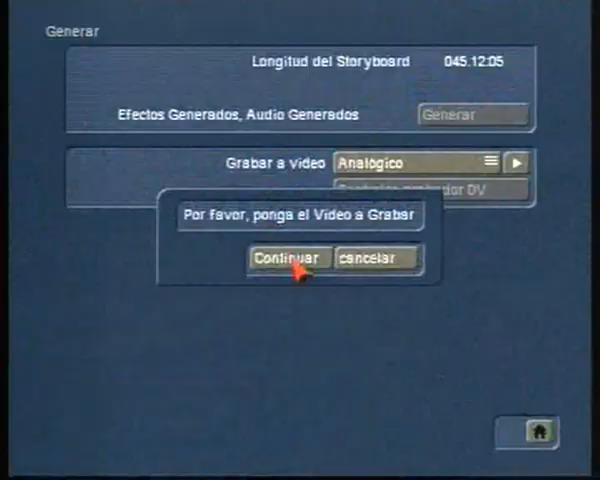 Generar
Longitud del Storyboard 045.12:05
Efectos Generados, Audio Generados Generar
Grabar a video Analógico
DV
Por favor, ponga el Video a Grabar
Continuar cancelar